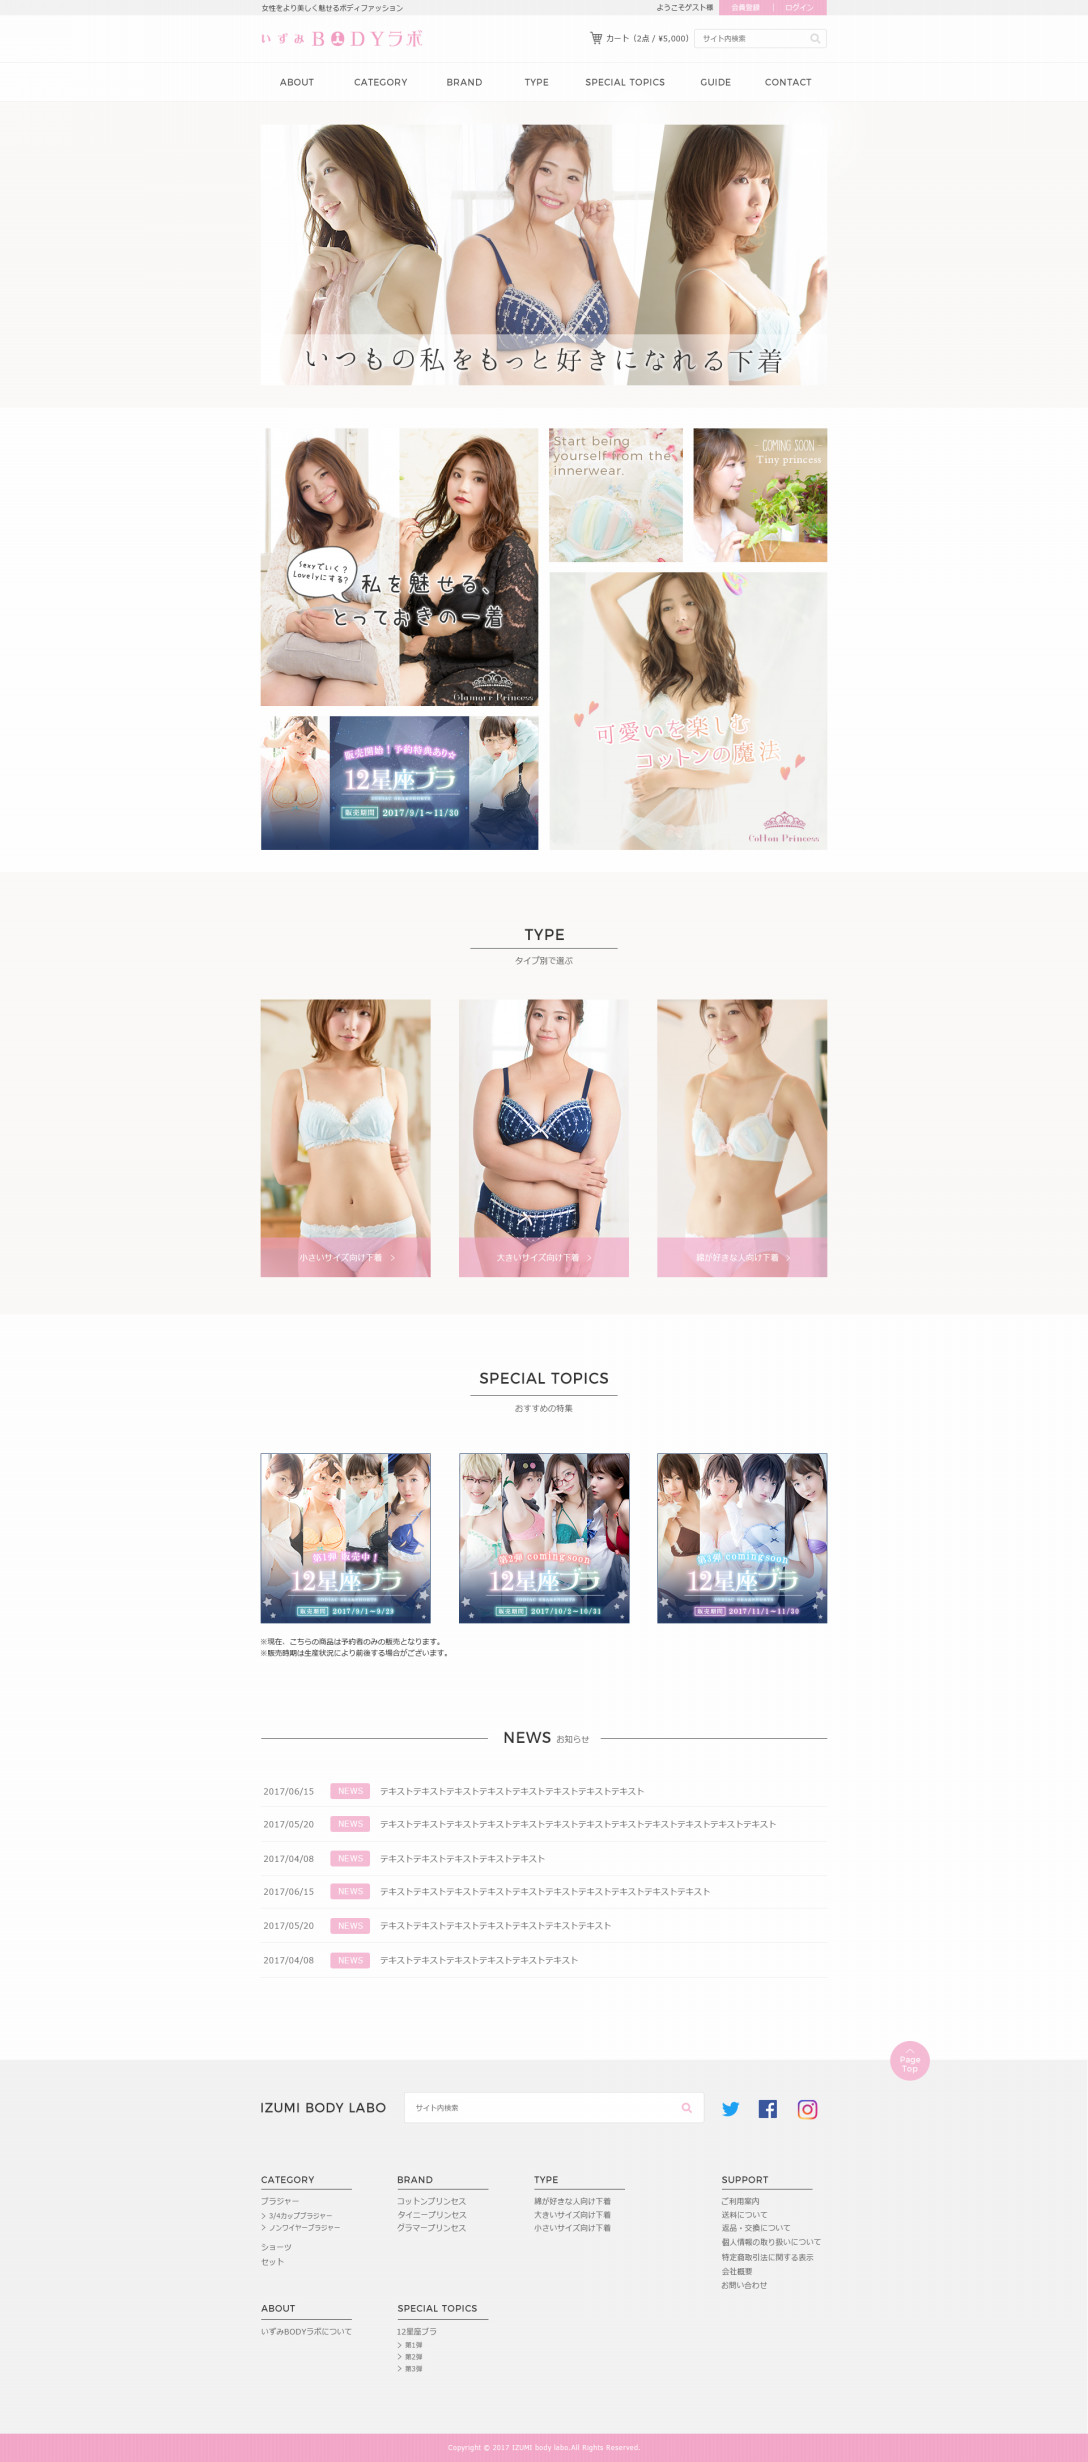 女性をより美しく魅せるボディファッション
ようこそゲスト様
会員登録
ログイン
いずみ BODYラボ
カート（2点 / ¥5,000）
サイト内検索
ABOUT
CATEGORY
BRAND
TYPE
SPECIAL TOPICS
GUIDE
CONTACT
いつもの私をもっと好きになれる下着
Sexyでいく？
Lovelyにする？
私を魅せる、
とっておきの一着
Glamour Princess
Start being
yourself from the
innerwear.
- COMING SOON -
Tiny princess
可愛いを楽しむ
コットンの魔法
Cotton Princess
販売開始！予約特典あり☆
12星座ブラ
販売期間 2017/9/1～11/30
TYPE
タイプ別で選ぶ
小さいサイズ向け下着 >
大きいサイズ向け下着 >
綿が好きな人向け下着 >
SPECIAL TOPICS
おすすめの特集
第1弾 販売中！
12星座ブラ
販売期間 2017/9/1～9/29
第2弾 coming soon
12星座ブラ
販売期間 2017/10/2～10/31
第3弾 coming soon
12星座ブラ
販売期間 2017/11/1～11/30
※現在、こちらの商品は予約者のみの販売となります。
※販売時期は生産状況により前後する場合がございます。
NEWS お知らせ
2017/06/15 NEWS テキストテキストテキストテキストテキストテキストテキストテキスト
2017/05/20 NEWS テキストテキストテキストテキストテキストテキストテキストテキストテキストテキストテキストテキスト
2017/04/08 NEWS テキストテキストテキストテキストテキスト
2017/06/15 NEWS テキストテキストテキストテキストテキストテキストテキストテキストテキストテキスト
2017/05/20 NEWS テキストテキストテキストテキストテキストテキストテキスト
2017/04/08 NEWS テキストテキストテキストテキストテキストテキスト
Page
Top
IZUMI BODY LABO
サイト内検索
CATEGORY
ブラジャー
> 3/4カップブラジャー
> ノンワイヤーブラジャー
ショーツ
セット
BRAND
コットンプリンセス
タイニープリンセス
グラマープリンセス
TYPE
綿が好きな人向け下着
大きいサイズ向け下着
小さいサイズ向け下着
SUPPORT
ご利用案内
送料について
返品・交換について
個人情報の取り扱いについて
特定商取引法に関する表示
会社概要
お問い合わせ
ABOUT
いずみBODYラボについて
SPECIAL TOPICS
12星座ブラ
> 第1弾
> 第2弾
> 第3弾
Copyright © 2017 IZUMI body labo.All Rights Reserved.